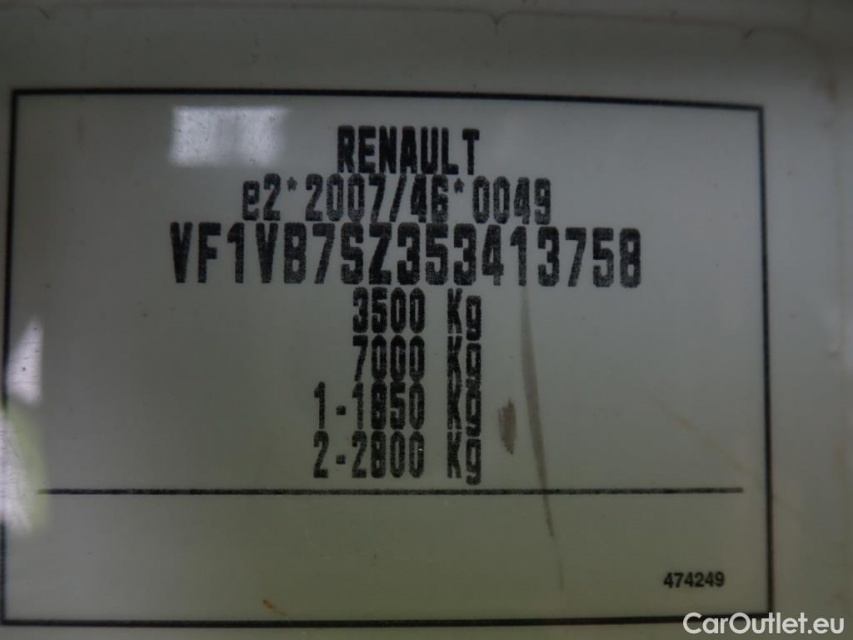 RENAULT
e2*2007/46*0049
VF1VB7SZ353413758
3500 Kg
7000 Kg
1-1850 Kg
2-2800 Kg
474249
CarOutlet.eu